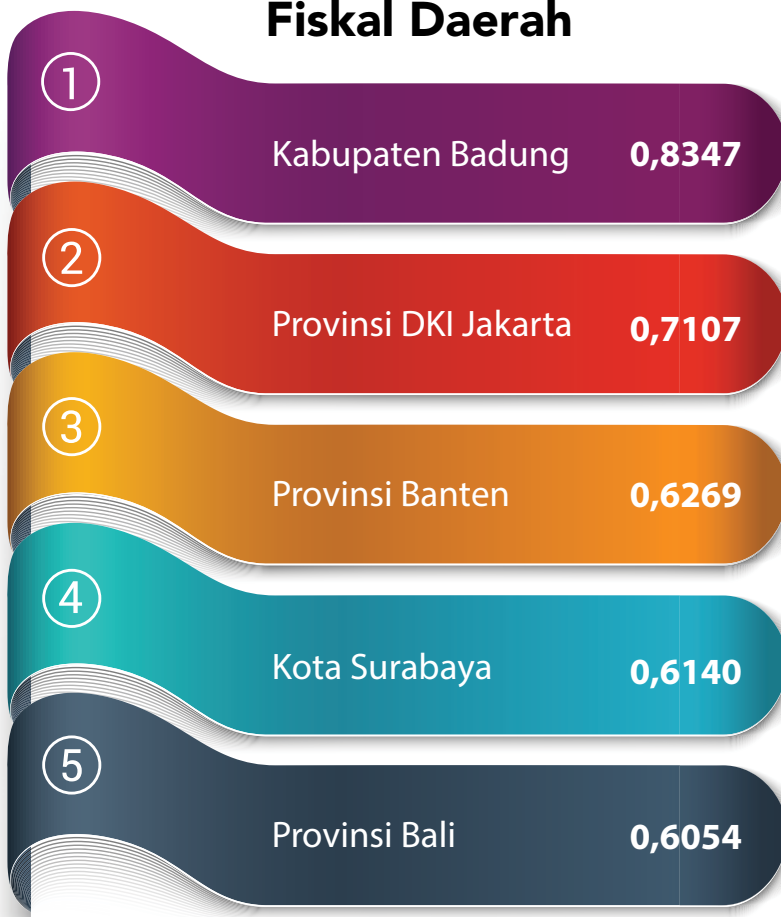 Fiskal Daerah
1
Kabupaten Badung 0,8347
2
Provinsi DKI Jakarta 0,7107
3
Provinsi Banten 0,6269
4
Kota Surabaya 0,6140
5
Provinsi Bali 0,6054